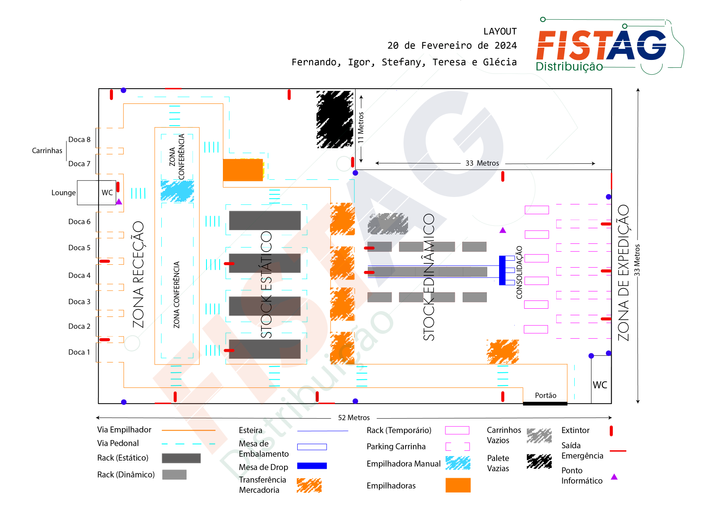 LAYOUT
20 de Fevereiro de 2024
Fernando, Igor, Stefany, Teresa e Glécia
FISTAG
Distribuição
11 Metros
33 Metros
33 Metros
52 Metros
Carrinhas
Doca 8
Doca 7
Lounge
WC
Doca 6
Doca 5
Doca 4
Doca 3
Doca 2
Doca 1
ZONA RECEÇÃO
ZONA
CONFERÊNCIA
ZONA CONFERÊNCIA
STOCK ESTÁTICO
STOCK EDINÂMICO
CONSOLIDAÇÃO
ZONA DE EXPEDIÇÃO
WC
Portão
FISTAG
Distribuição
Via Empilhador
Via Pedonal
Rack (Estático)
Rack (Dinâmico)
Esteira
Mesa de
Embalamento
Mesa de Drop
Transferência
Mercadoria
Rack (Temporário)
Parking Carrinha
Empilhadora Manual
Empilhadoras
Carrinhos
Vazios
Palete
Vazias
Extintor
Saída
Emergência
Ponto
Informático